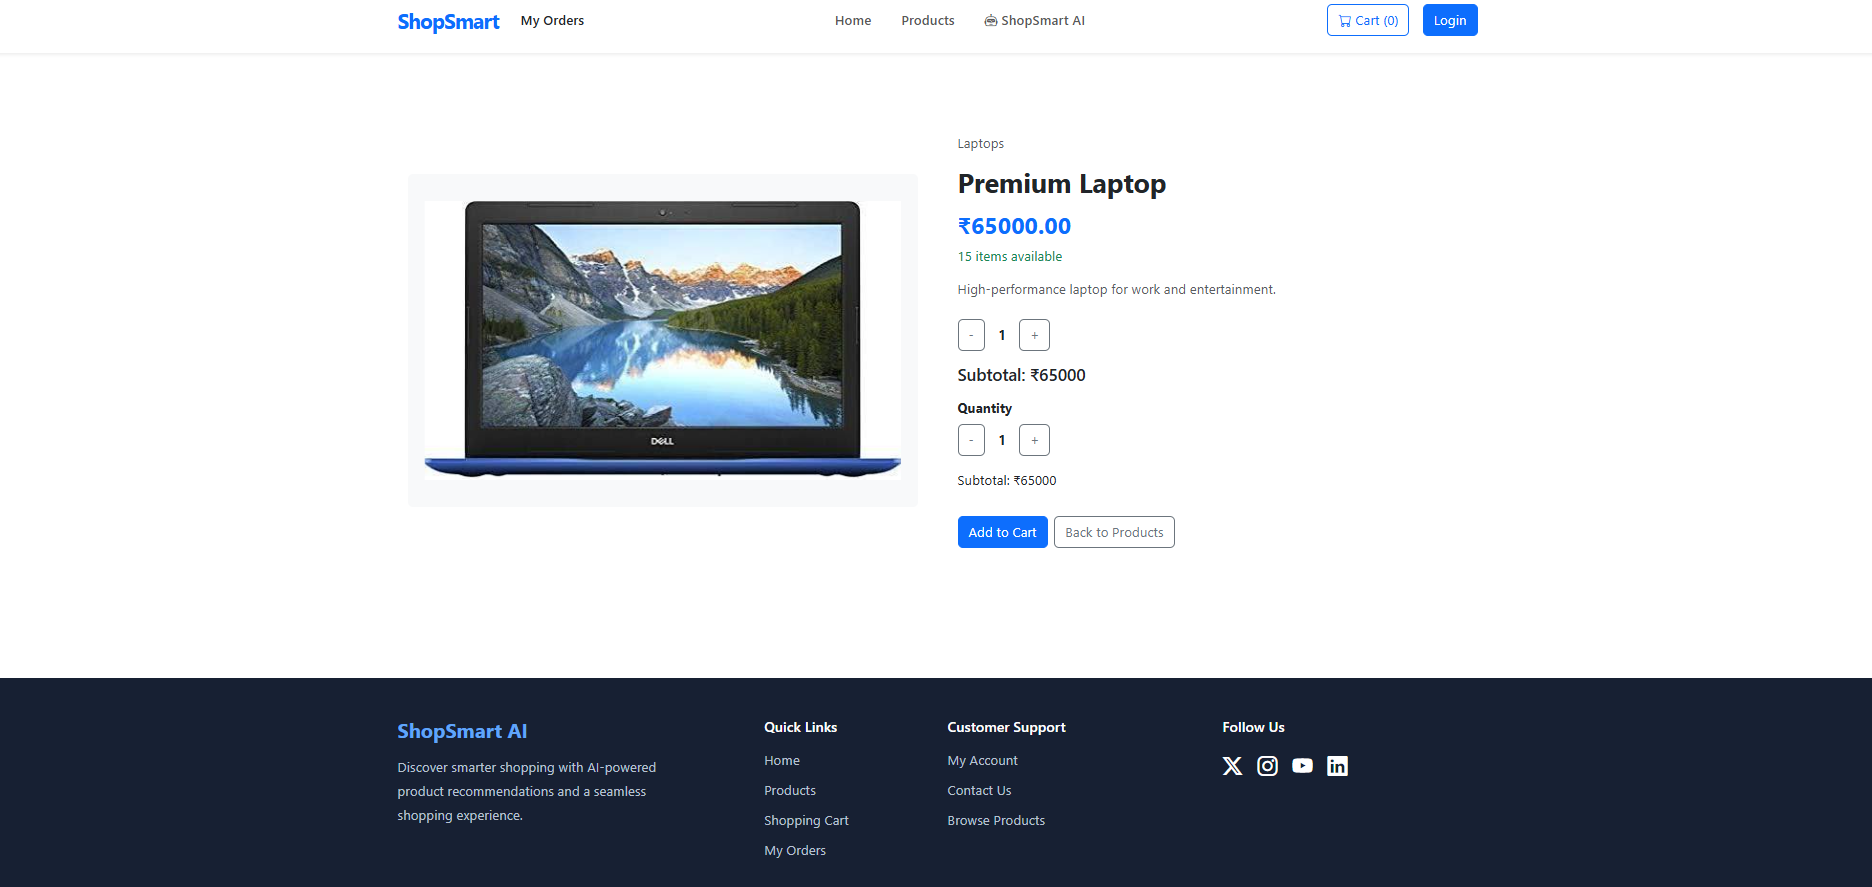 ShopSmart My Orders Home Products ShopSmart AI Cart (0) Login
Laptops
Premium Laptop
₹65000.00
15 items available
High-performance laptop for work and entertainment.
- 1 +
Subtotal: ₹65000
Quantity
- 1 +
Subtotal: ₹65000
Add to Cart Back to Products
DELL
ShopSmart AI
Discover smarter shopping with AI-powered
product recommendations and a seamless
shopping experience.
Quick Links
Home
Products
Shopping Cart
My Orders
Customer Support
My Account
Contact Us
Browse Products
Follow Us